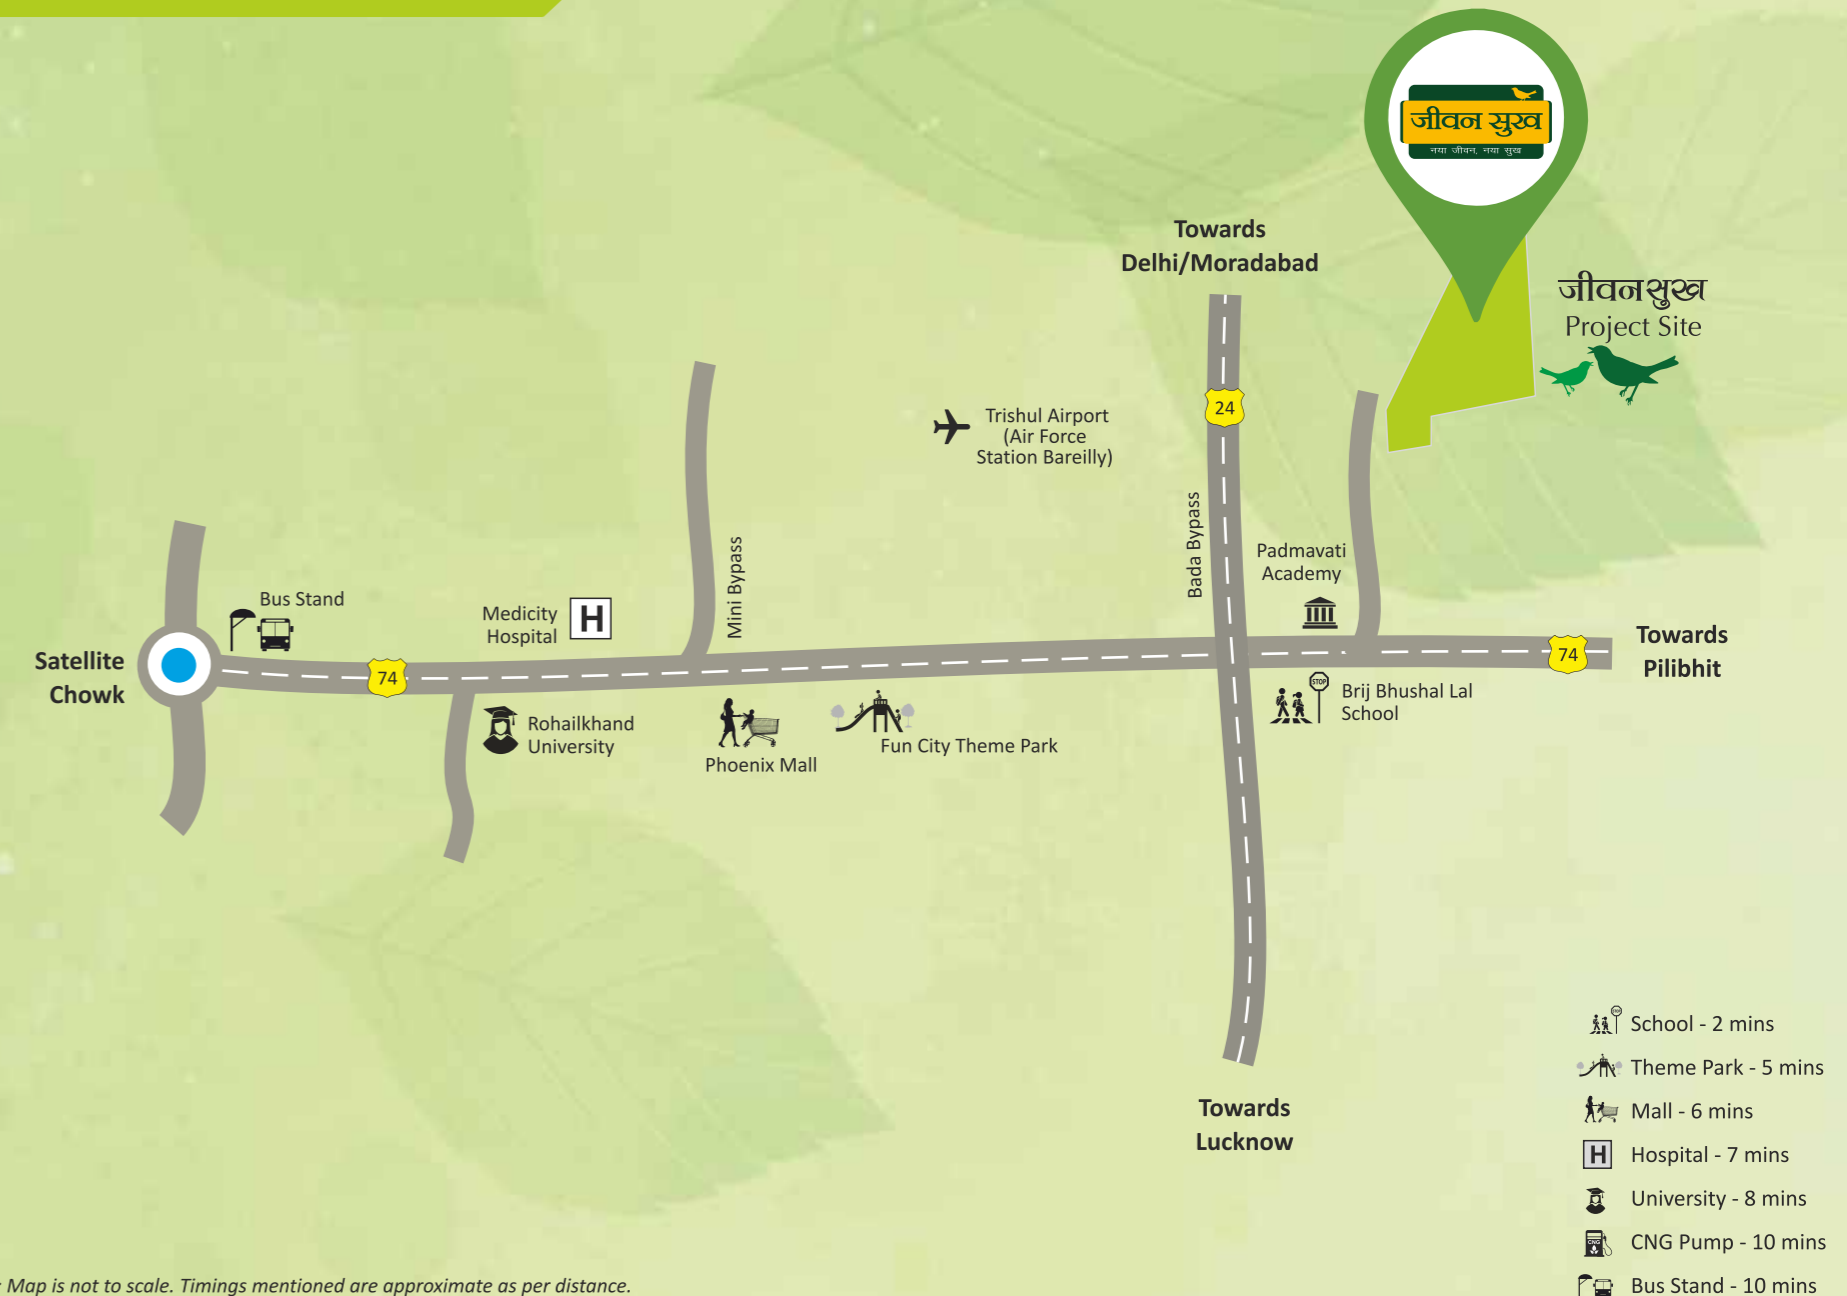 जीवन सुख
नया जीवन, नया सुख
जीवनसुख
Project Site
Towards
Delhi/Moradabad
24
Trishul Airport
(Air Force
Station Bareilly)
Bada Bypass
Mini Bypass
Padmavati
Academy
Bus Stand
Medicity
Hospital
H
Satellite
Chowk
74
74
Towards
Pilibhit
STOP
Brij Bhushal Lal
School
Rohailkhand
University
Phoenix Mall
Fun City Theme Park
Towards
Lucknow
School - 2 mins
Theme Park - 5 mins
Mall - 6 mins
H
Hospital - 7 mins
University - 8 mins
CNG
CNG Pump - 10 mins
Bus Stand - 10 mins
: Map is not to scale. Timings mentioned are approximate as per distance.